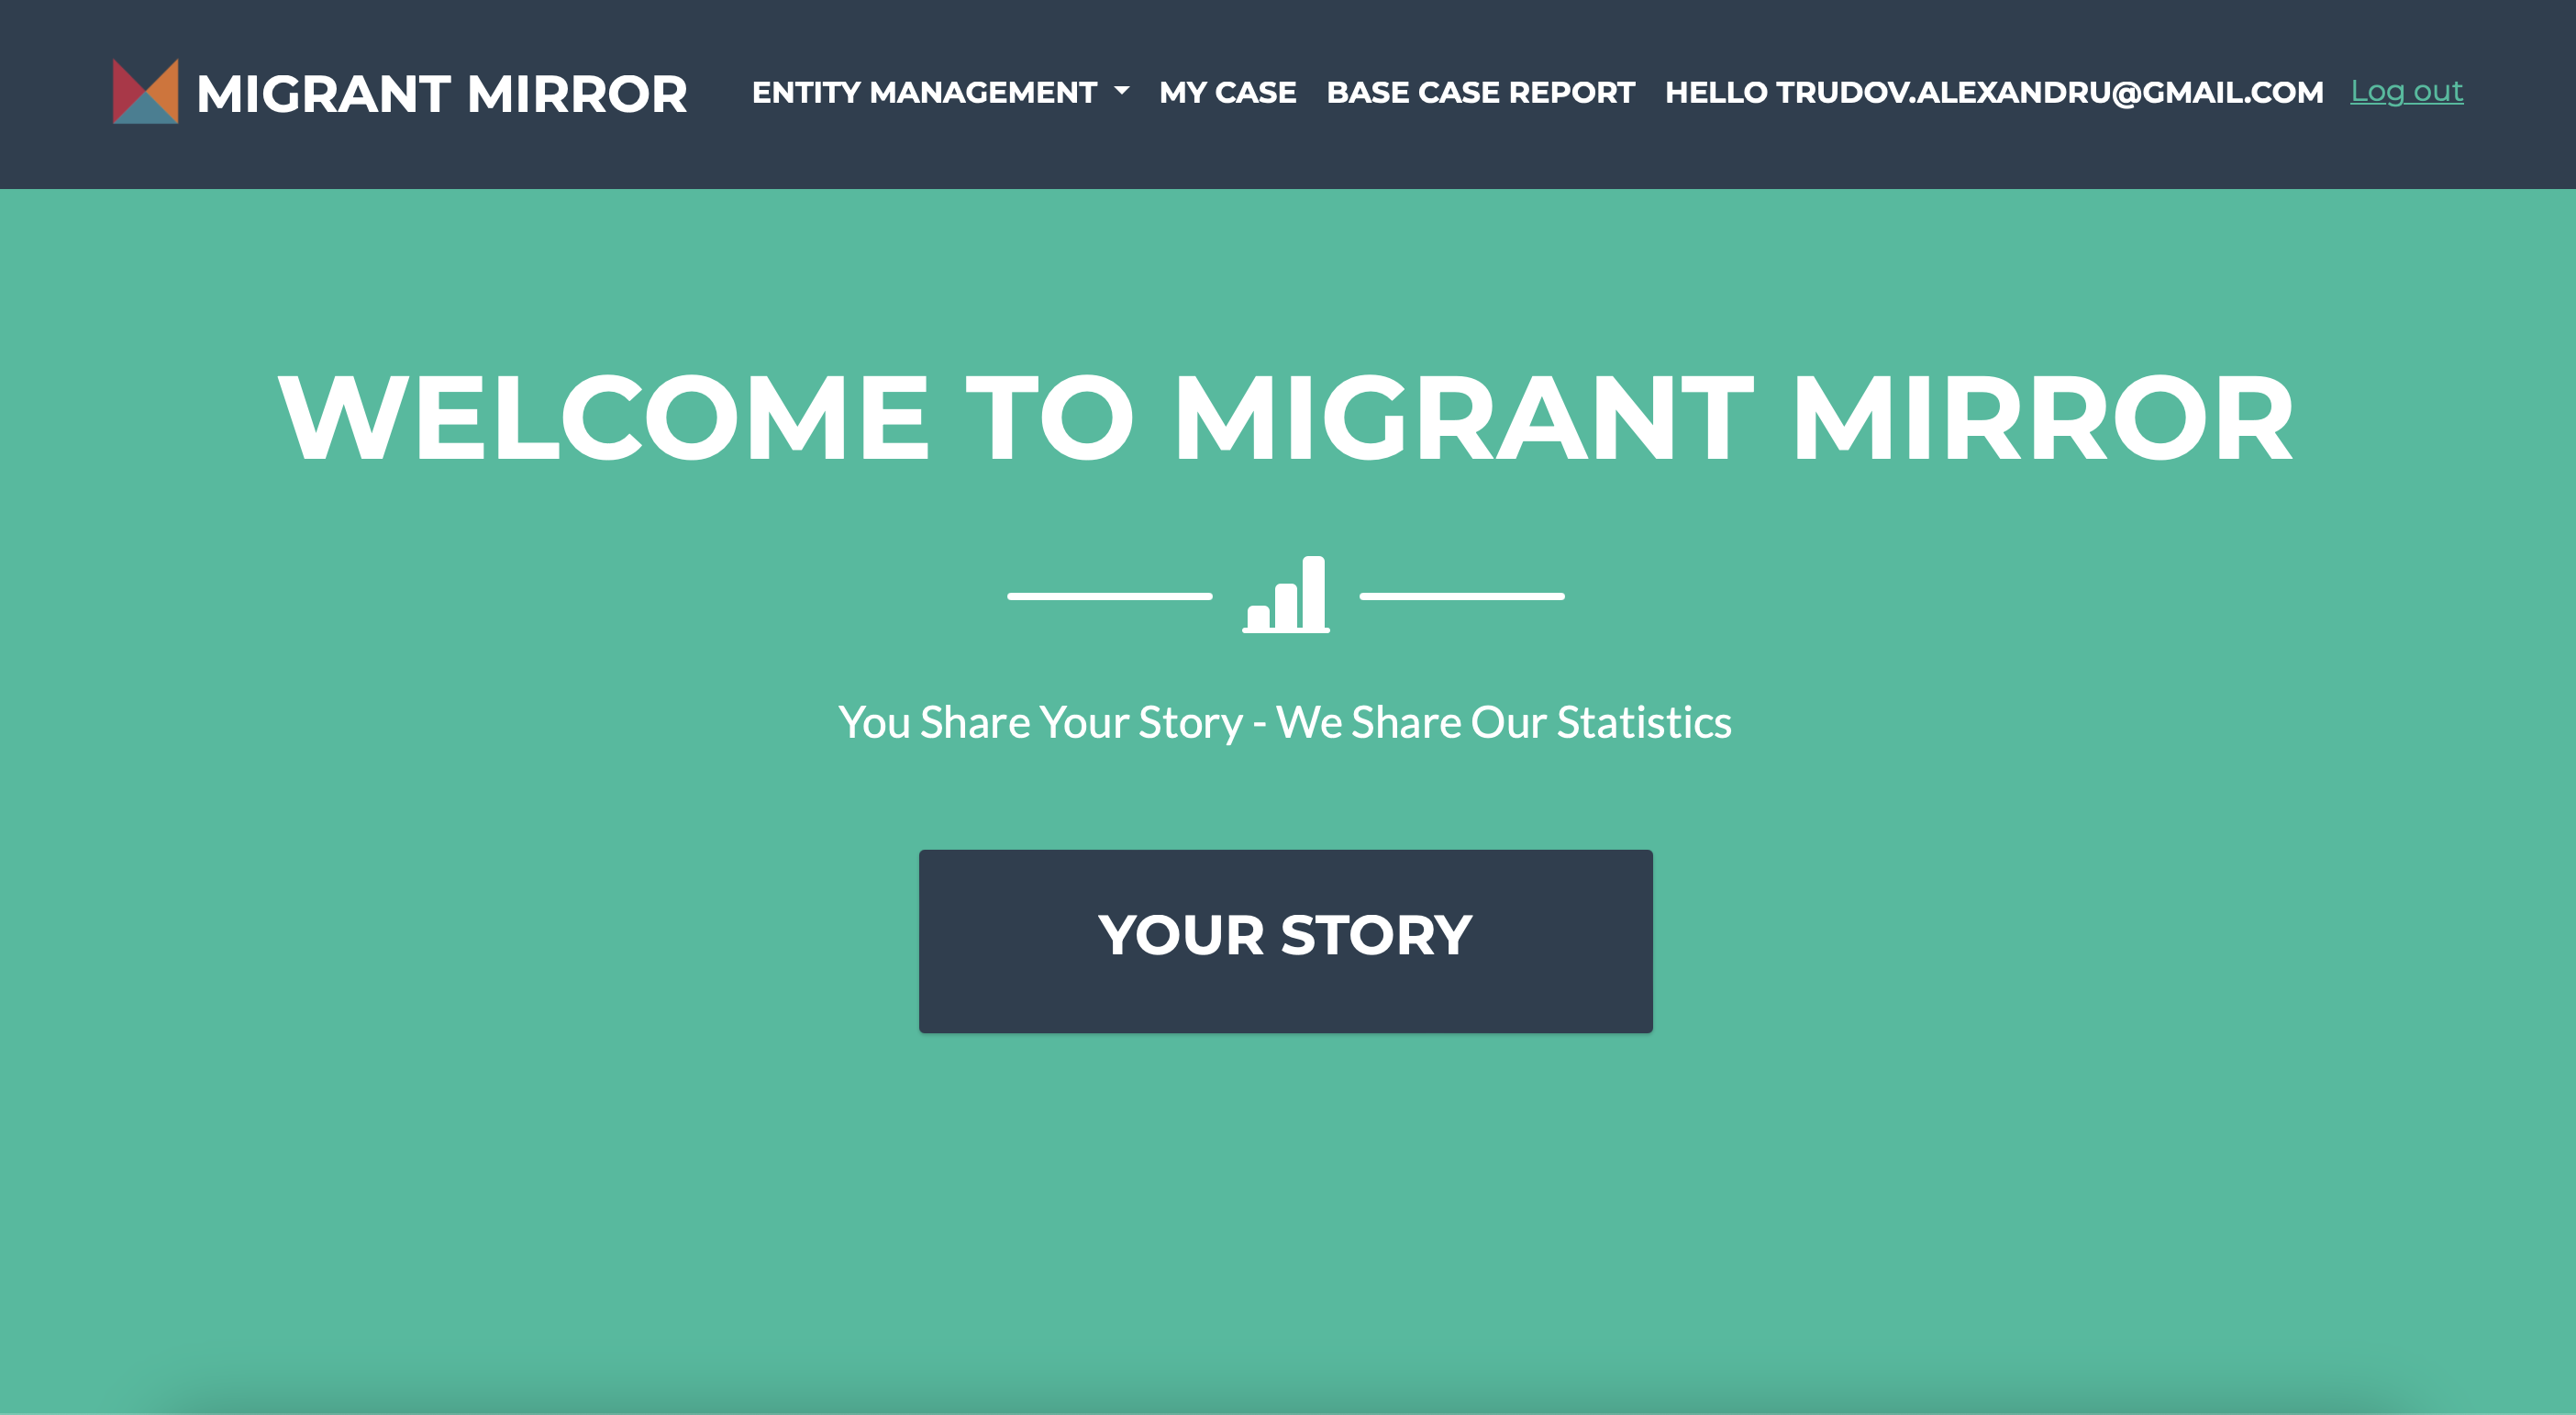 MIGRANT MIRROR
ENTITY MANAGEMENT
MY CASE
BASE CASE REPORT
HELLO TRUDOV.ALEXANDRU@GMAIL.COM
Log out
WELCOME TO MIGRANT MIRROR
You Share Your Story - We Share Our Statistics
YOUR STORY